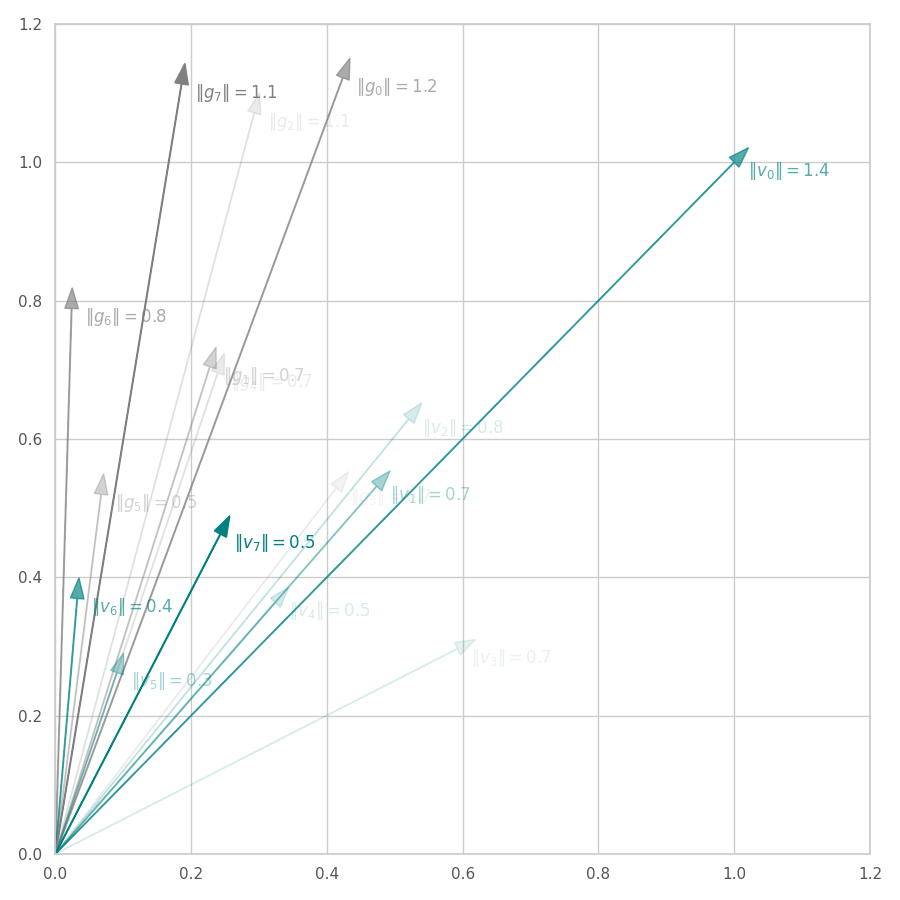 1.2
‖g₇‖ = 1.1
‖g₀‖ = 1.2
‖g₂‖ = 1.1
1.0
‖v₀‖ = 1.4
0.8
‖g₆‖ = 0.8
‖g₁‖ = 0.7
= 0.7
0.6
‖v₂‖ = 0.8
‖g₅‖ = 0.5
‖v₁‖ = 0.7
‖v₇‖ = 0.5
0.4
‖v₆‖ = 0.4
‖v₄‖ = 0.5
‖v₃‖ = 0.7
‖v₅‖ = 0.3
0.2
0.0
0.0 0.2 0.4 0.6 0.8 1.0 1.2